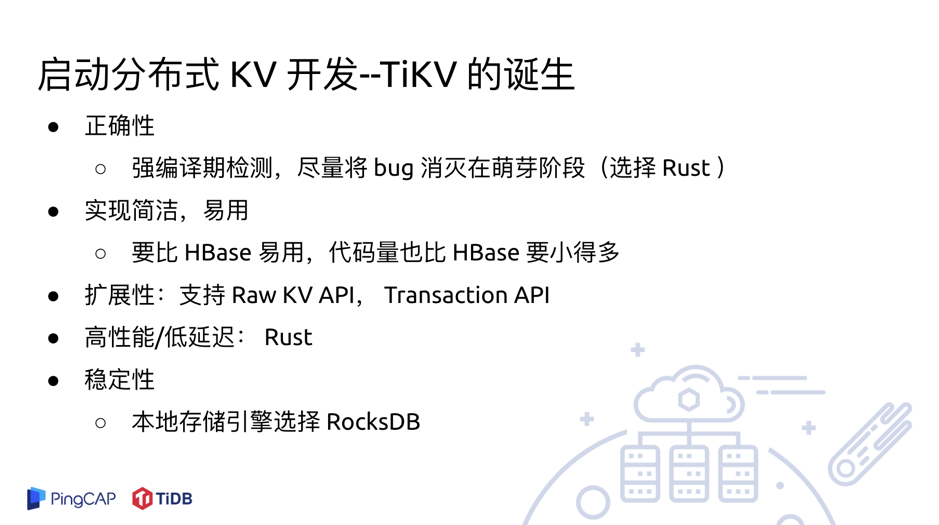 启动分布式 KV 开发--TiKV 的诞生
● 正确性
○ 强编译期检测，尽量将 bug 消灭在萌芽阶段（选择 Rust ）
● 实现简洁，易用
○ 要比 HBase 易用，代码量也比 HBase 要小得多
● 扩展性：支持 Raw KV API， Transaction API
● 高性能/低延迟： Rust
● 稳定性
○ 本地存储引擎选择 RocksDB
PingCAP TiDB